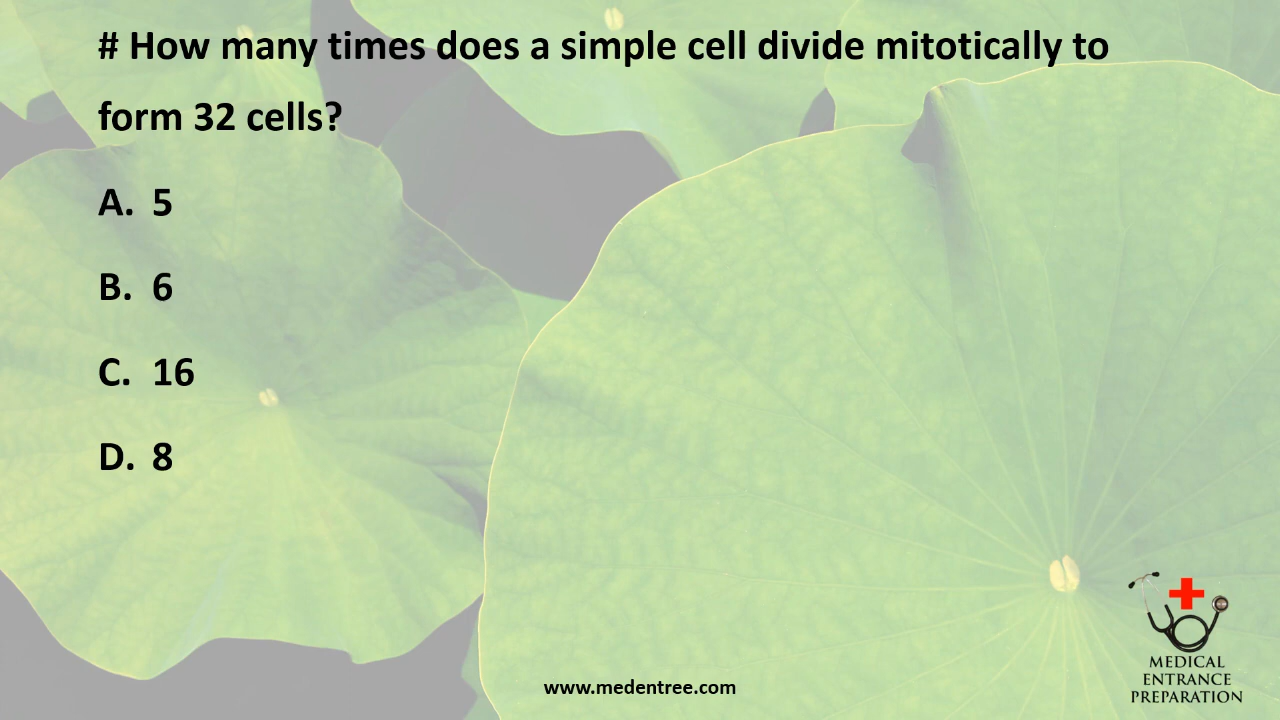 # How many times does a simple cell divide mitotically to
form 32 cells?
A. 5
B. 6
C. 16
D. 8
www.medentree.com
MEDICAL
ENTRANCE
PREPARATION